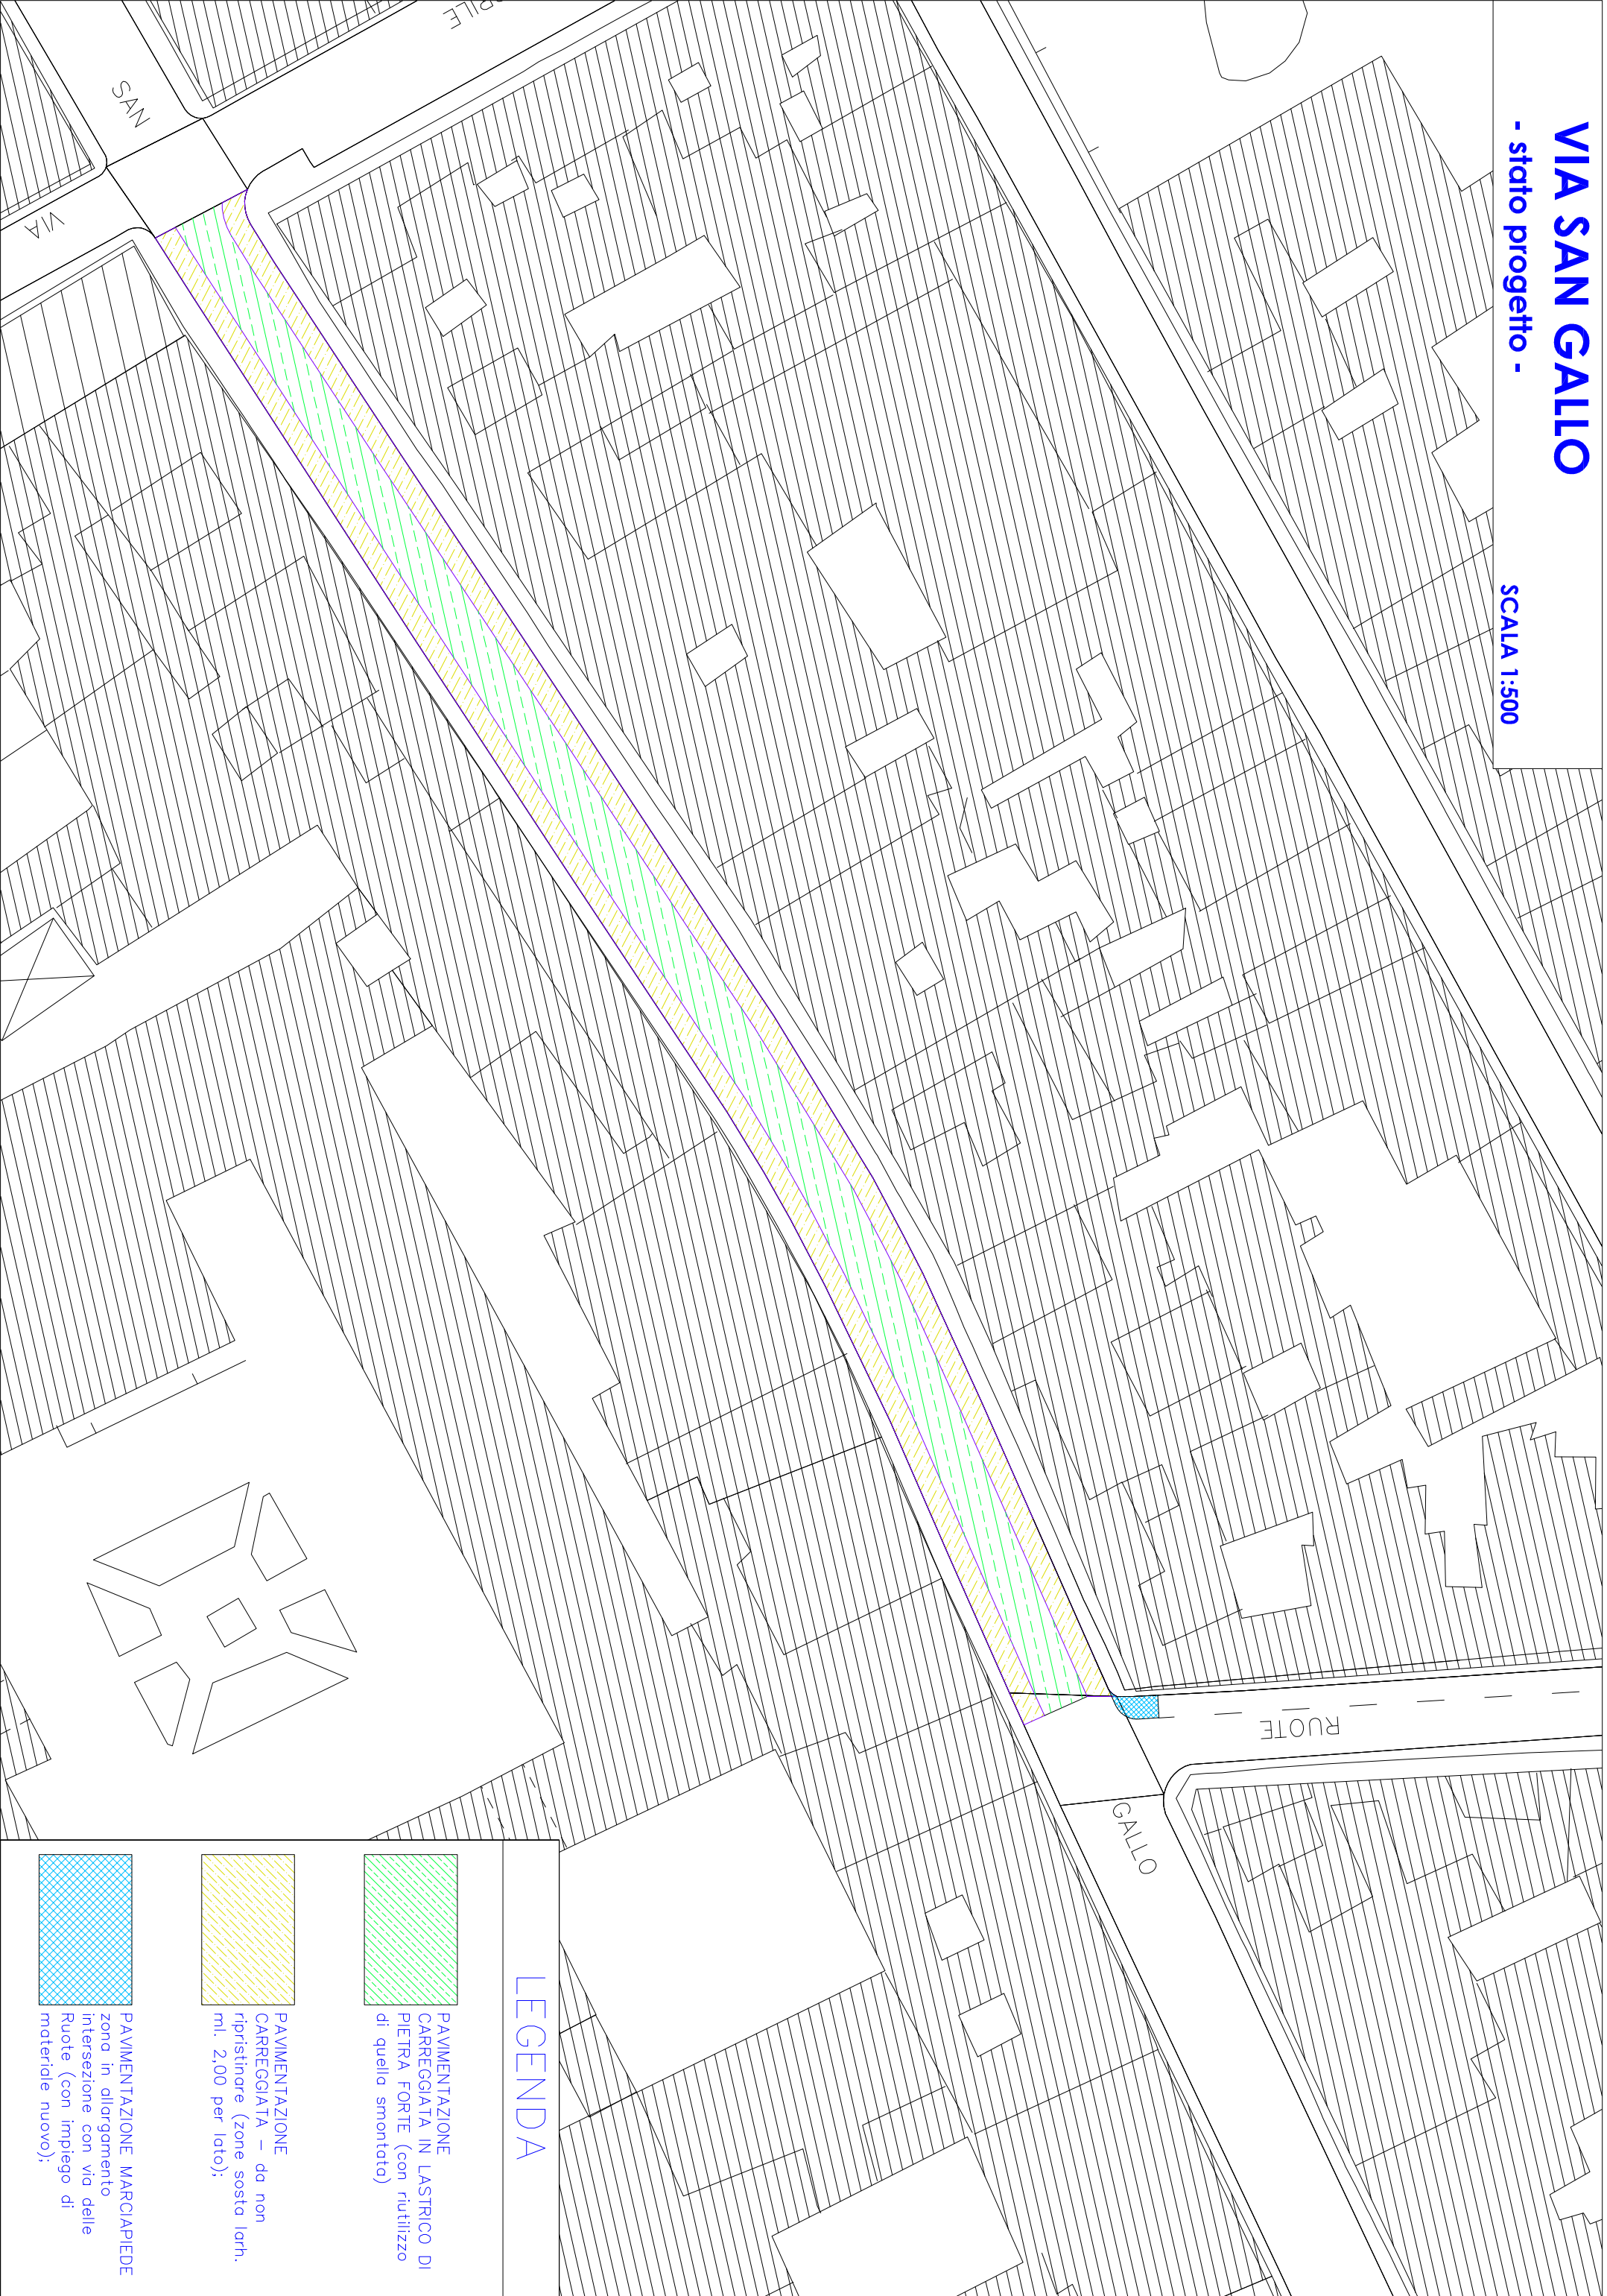 VIA SAN GALLO
- stato progetto -
SCALA 1:500
SAN
VIA
RUOTE
GALLO
LEGENDA
PAVIMENTAZIONE
CARREGGIATA IN LASTRICO DI
PIETRA FORTE (con riutilizzo
di quella smontata)
PAVIMENTAZIONE
CARREGGIATA - da non
ripristinare (zone sosta larh.
ml. 2,00 per lato);
PAVIMENTAZIONE MARCIAPIEDE
zona in allargamento
intersezione con via delle
Ruote (con impiego di
materiale nuovo);